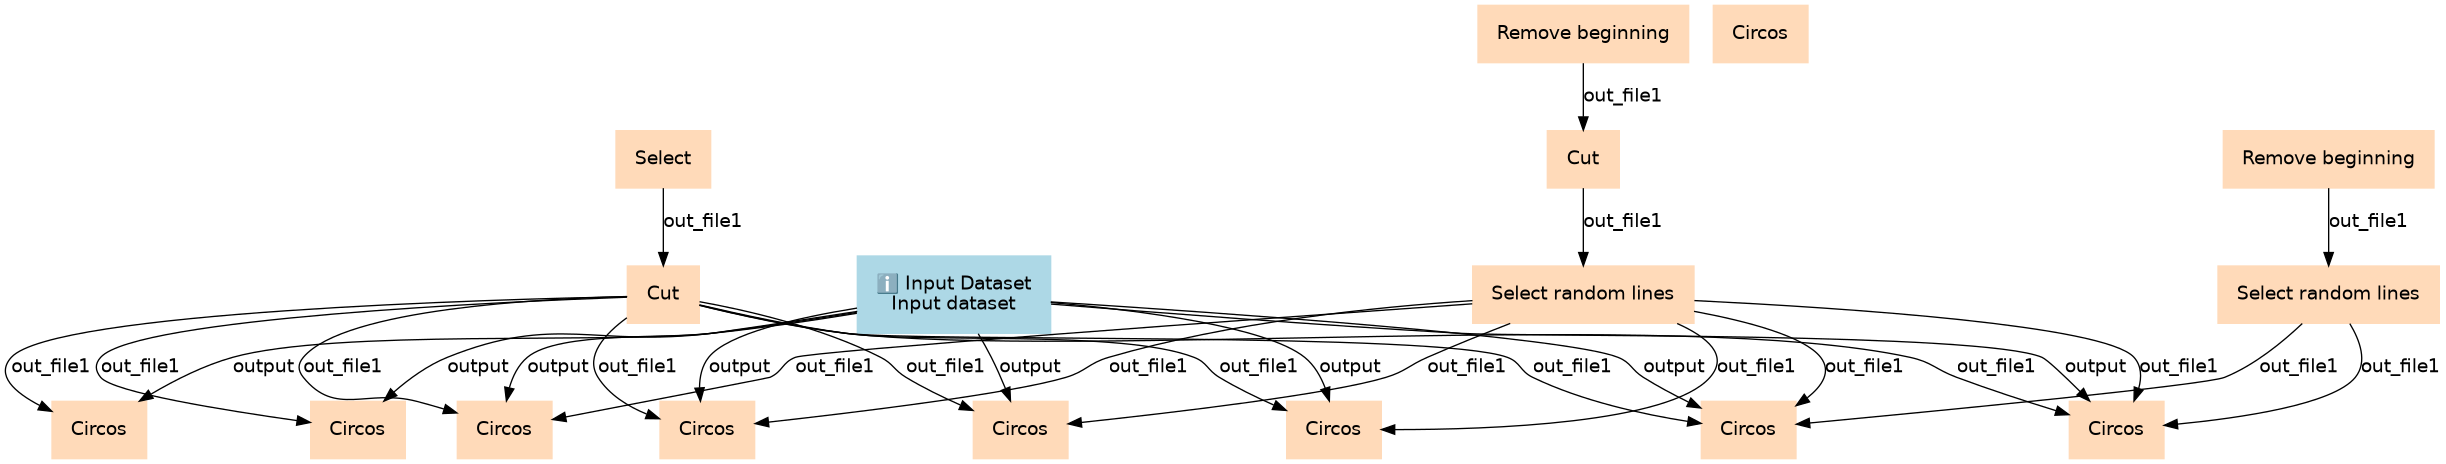 Remove beginning
Circos
out_file1
Select
Cut
Remove beginning
out_file1
out_file1
out_file1
Cut
ℹ️ Input Dataset
Input dataset
Select random lines
Select random lines
out_file1
out_file1
output
out_file1
output
output
out_file1
output
out_file1
out_file1
output
out_file1
out_file1
output
out_file1
out_file1
out_file1
output
out_file1
out_file1
output
out_file1
out_file1
out_file1
Circos
Circos
Circos
Circos
Circos
Circos
Circos
Circos